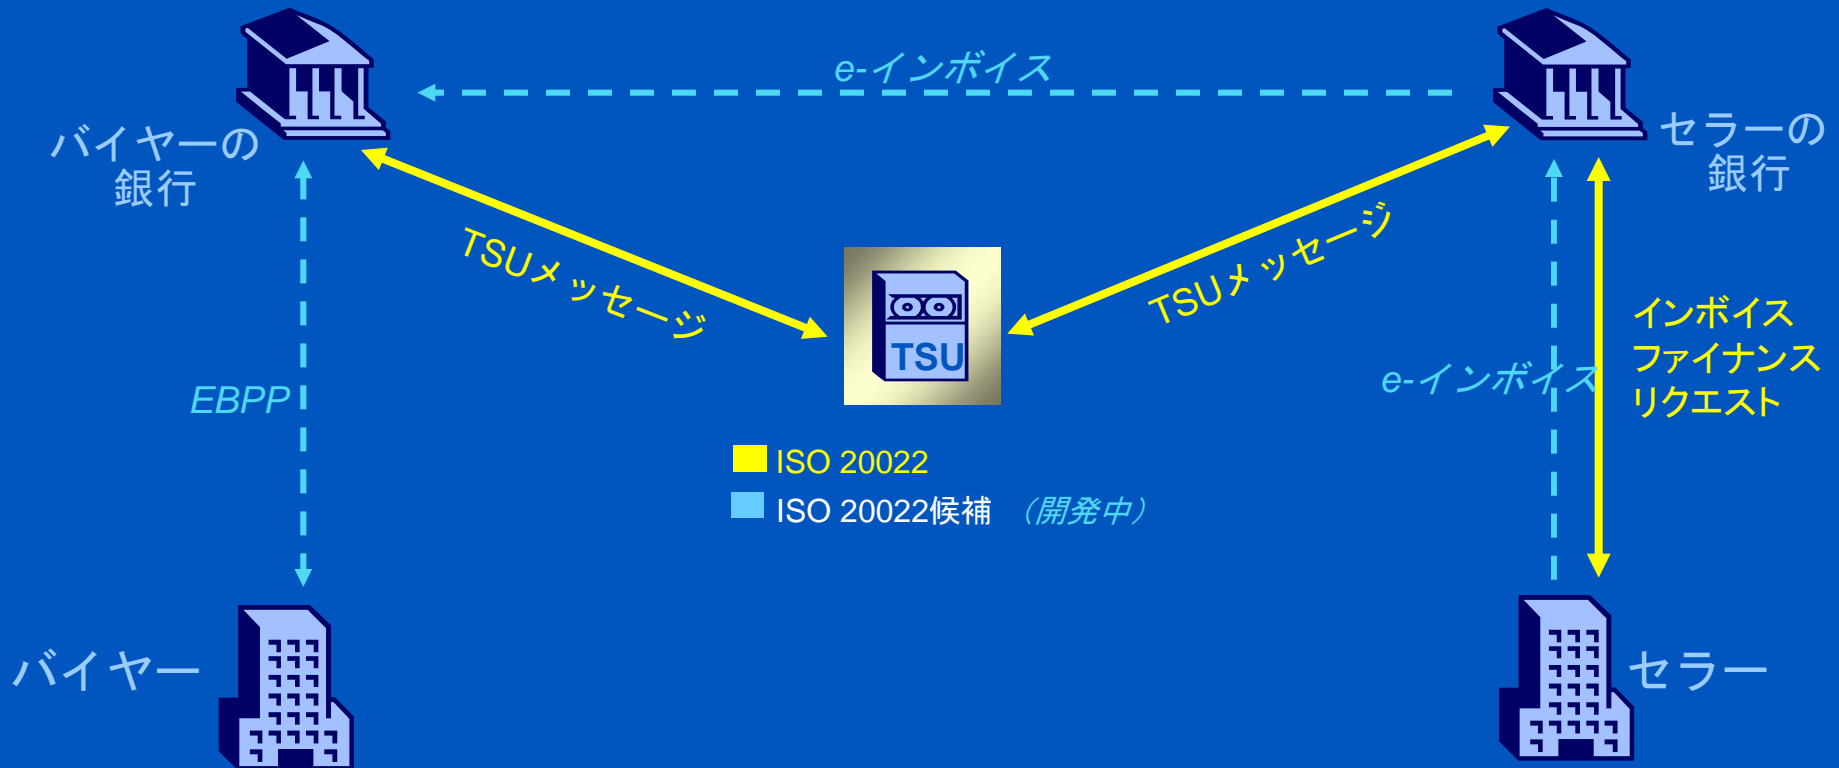 e-インボイス
バイヤーの
銀行
セラーの
銀行
TSUメッセージ
TSUメッセージ
TSU
インボイス
ファイナンス
リクエスト
EBPP
e-インボイス
ISO 20022
ISO 20022候補 （開発中）
バイヤー
セラー